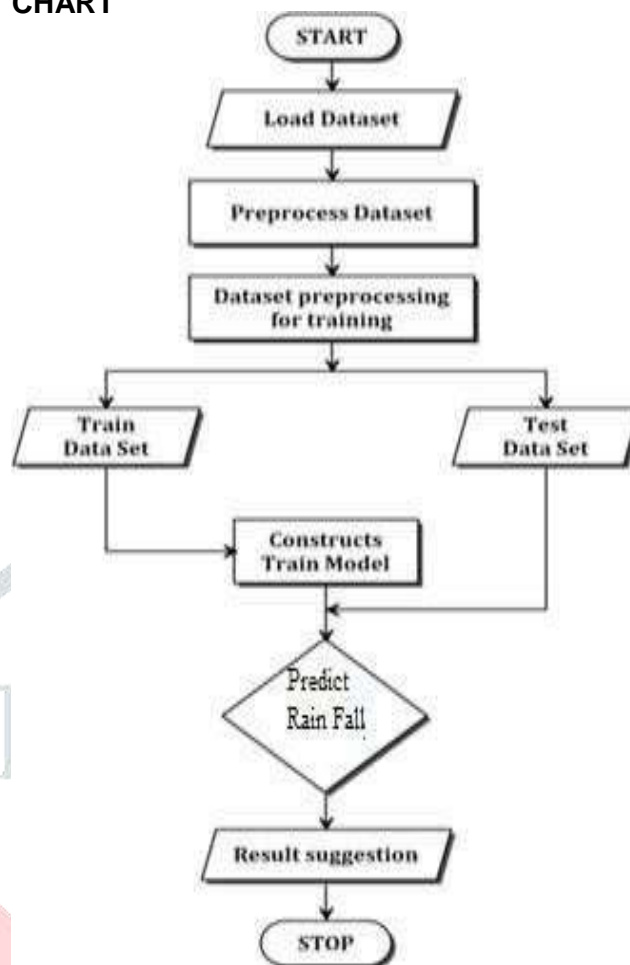 CHART
START
Load Dataset
Preprocess Dataset
Dataset preprocessing
for training
Train
Data Set
Test
Data Set
Constructs
Train Model
Predict
Rain Fall
Result suggestion
STOP